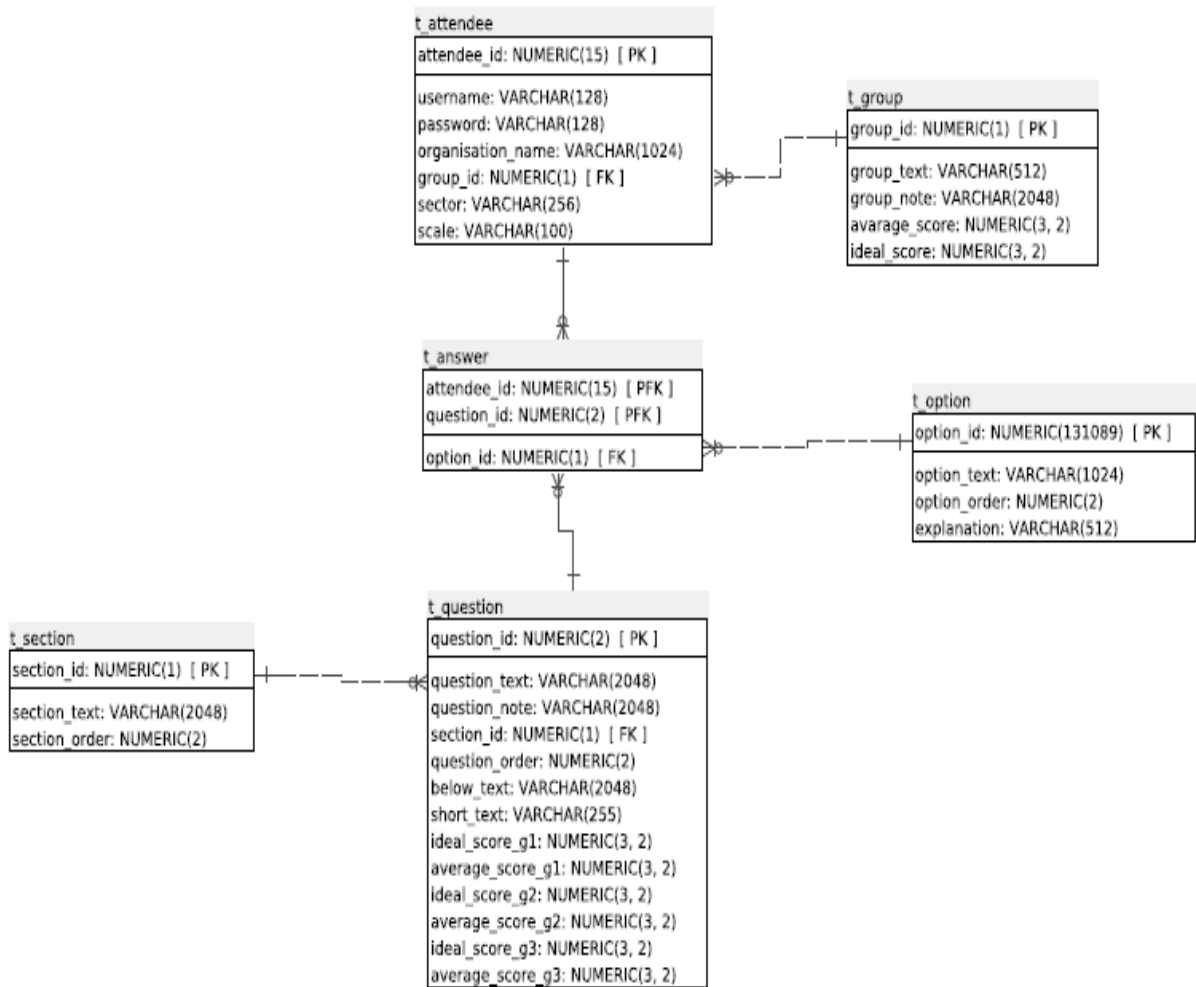 t_attendee
attendee_id: NUMERIC(15) [ PK ]
username: VARCHAR(128)
password: VARCHAR(128)
organisation_name: VARCHAR(1024)
group_id: NUMERIC(1) [ FK ]
sector: VARCHAR(256)
scale: VARCHAR(100)
t_group
group_id: NUMERIC(1) [ PK ]
group_text: VARCHAR(512)
group_note: VARCHAR(2048)
avarage_score: NUMERIC(3, 2)
ideal_score: NUMERIC(3, 2)
t_answer
attendee_id: NUMERIC(15) [ PFK ]
question_id: NUMERIC(2) [ PFK ]
option_id: NUMERIC(1) [ FK ]
t_option
option_id: NUMERIC(131089) [ PK ]
option_text: VARCHAR(1024)
option_order: NUMERIC(2)
explanation: VARCHAR(512)
t_section
section_id: NUMERIC(1) [ PK ]
section_text: VARCHAR(2048)
section_order: NUMERIC(2)
t_question
question_id: NUMERIC(2) [ PK ]
question_text: VARCHAR(2048)
question_note: VARCHAR(2048)
section_id: NUMERIC(1) [ FK ]
question_order: NUMERIC(2)
below_text: VARCHAR(2048)
short_text: VARCHAR(255)
ideal_score_g1: NUMERIC(3, 2)
average_score_g1: NUMERIC(3, 2)
ideal_score_g2: NUMERIC(3, 2)
average_score_g2: NUMERIC(3, 2)
ideal_score_g3: NUMERIC(3, 2)
average_score_g3: NUMERIC(3, 2)